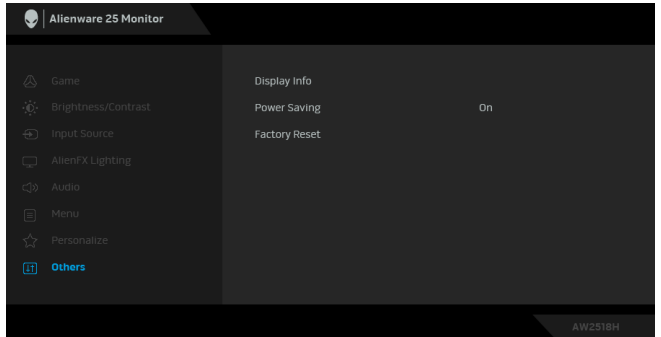 Alienware 25 Monitor
Game
Brightness/Contrast
Input Source
AlienFX Lighting
Audio
Menu
Personalize
Others
Display Info
Power Saving On
Factory Reset
AW2518H